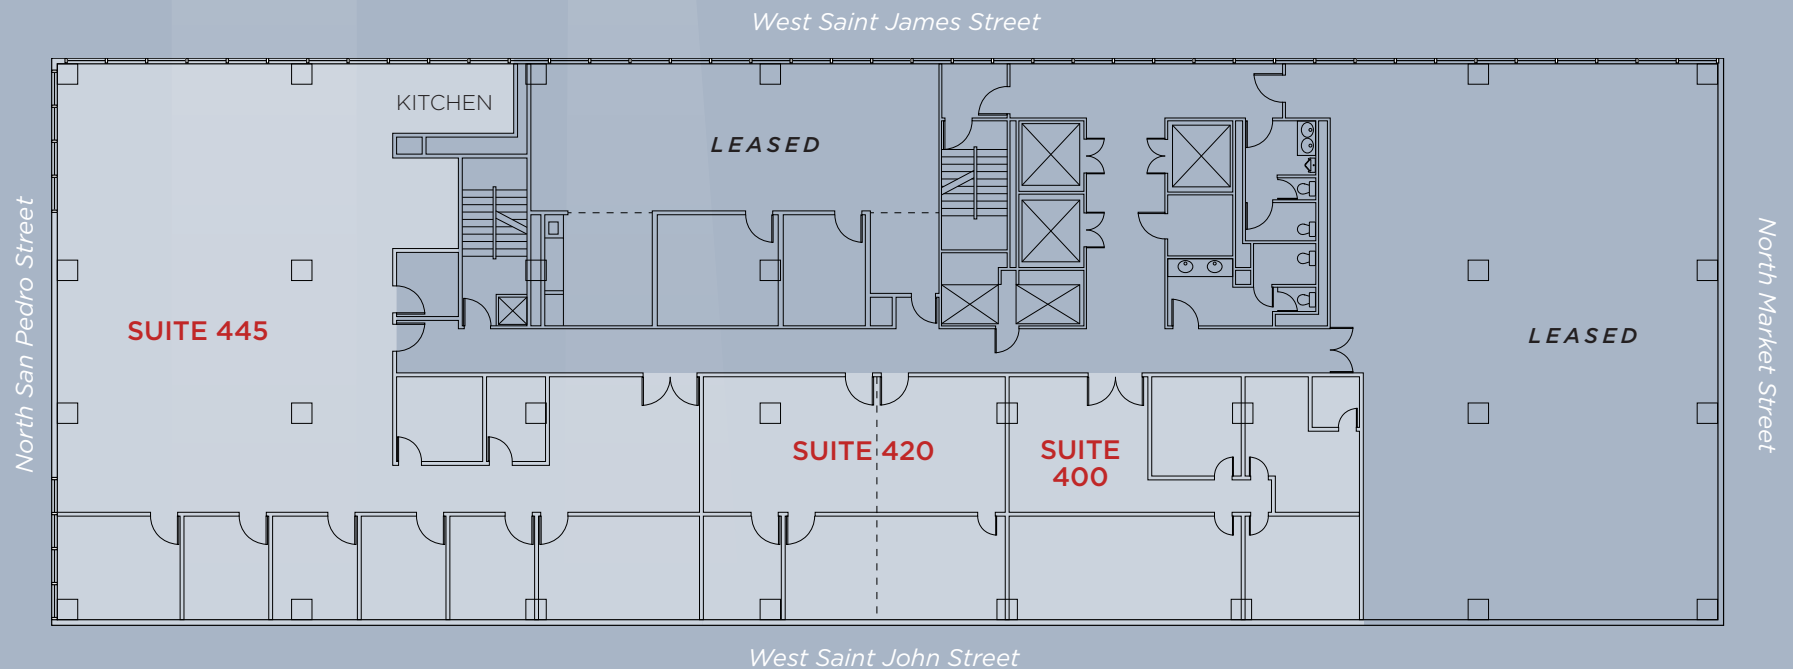 West Saint James Street
KITCHEN
LEASED
North San Pedro Street
SUITE 445
LEASED
North Market Street
SUITE 420
SUITE
400
West Saint John Street